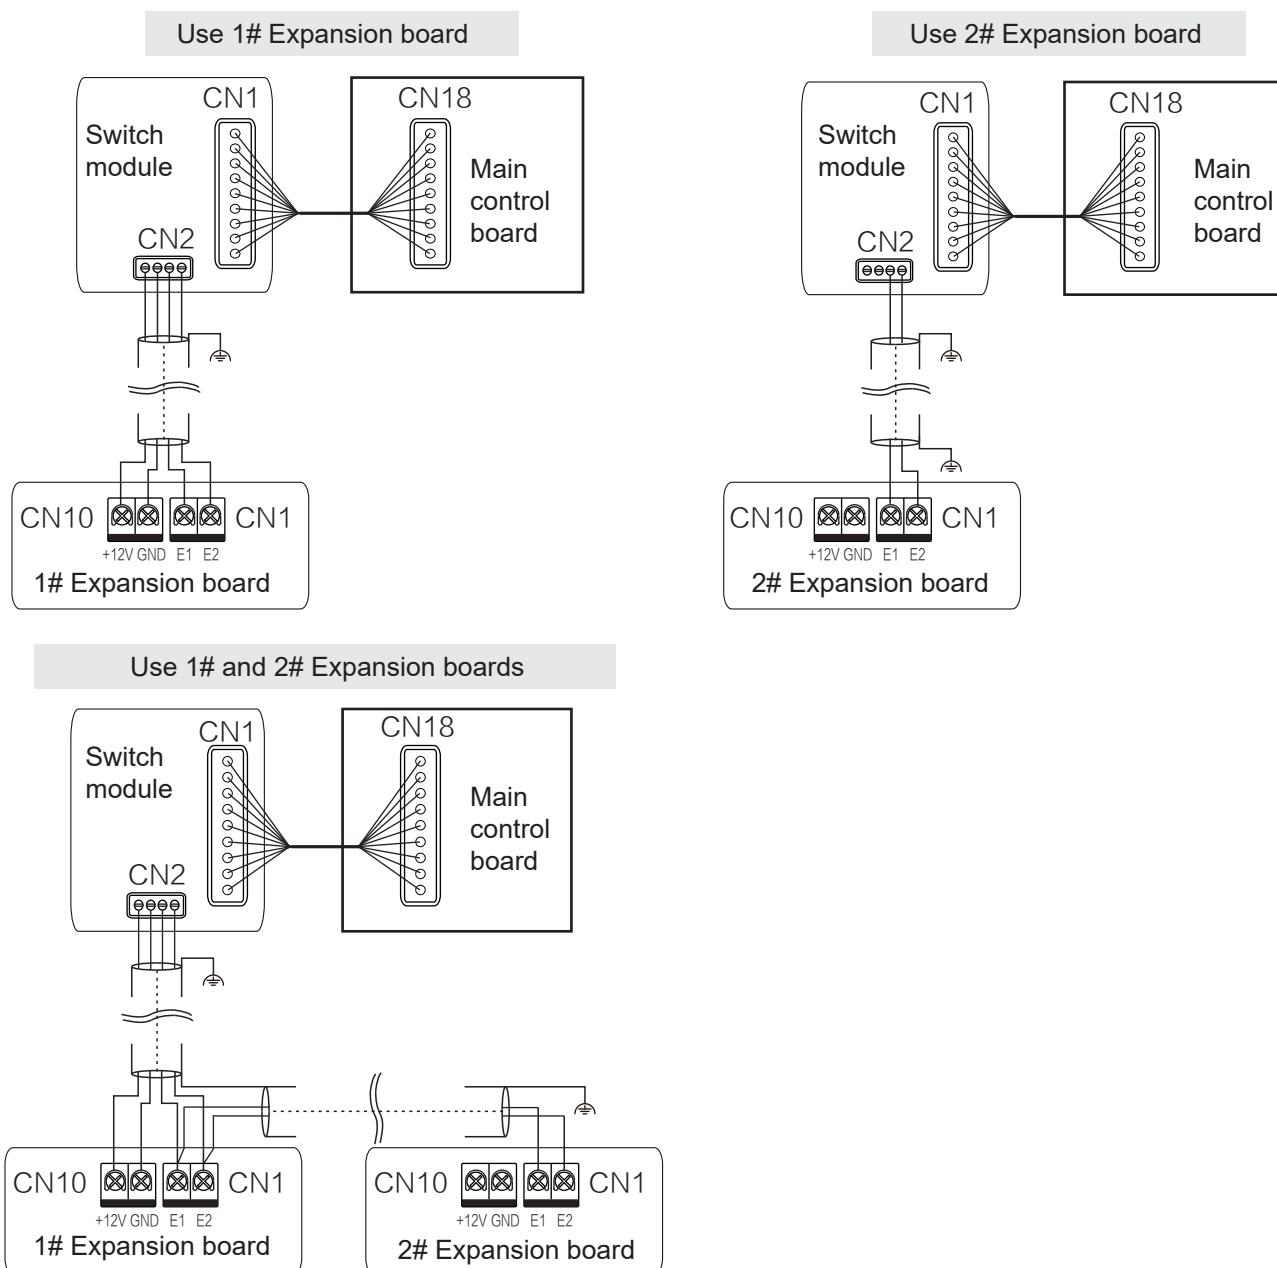 Use 1# Expansion board
CN1
CN18
Switch
module
Main
control
board
CN2
CN10
CN1
+12V GND E1 E2
1# Expansion board
Use 2# Expansion board
CN1
CN18
Switch
module
Main
control
board
CN2
CN10
CN1
+12V GND E1 E2
2# Expansion board
Use 1# and 2# Expansion boards
CN1
CN18
Switch
module
Main
control
board
CN2
CN10
CN1
+12V GND E1 E2
1# Expansion board
CN10
CN1
+12V GND E1 E2
2# Expansion board